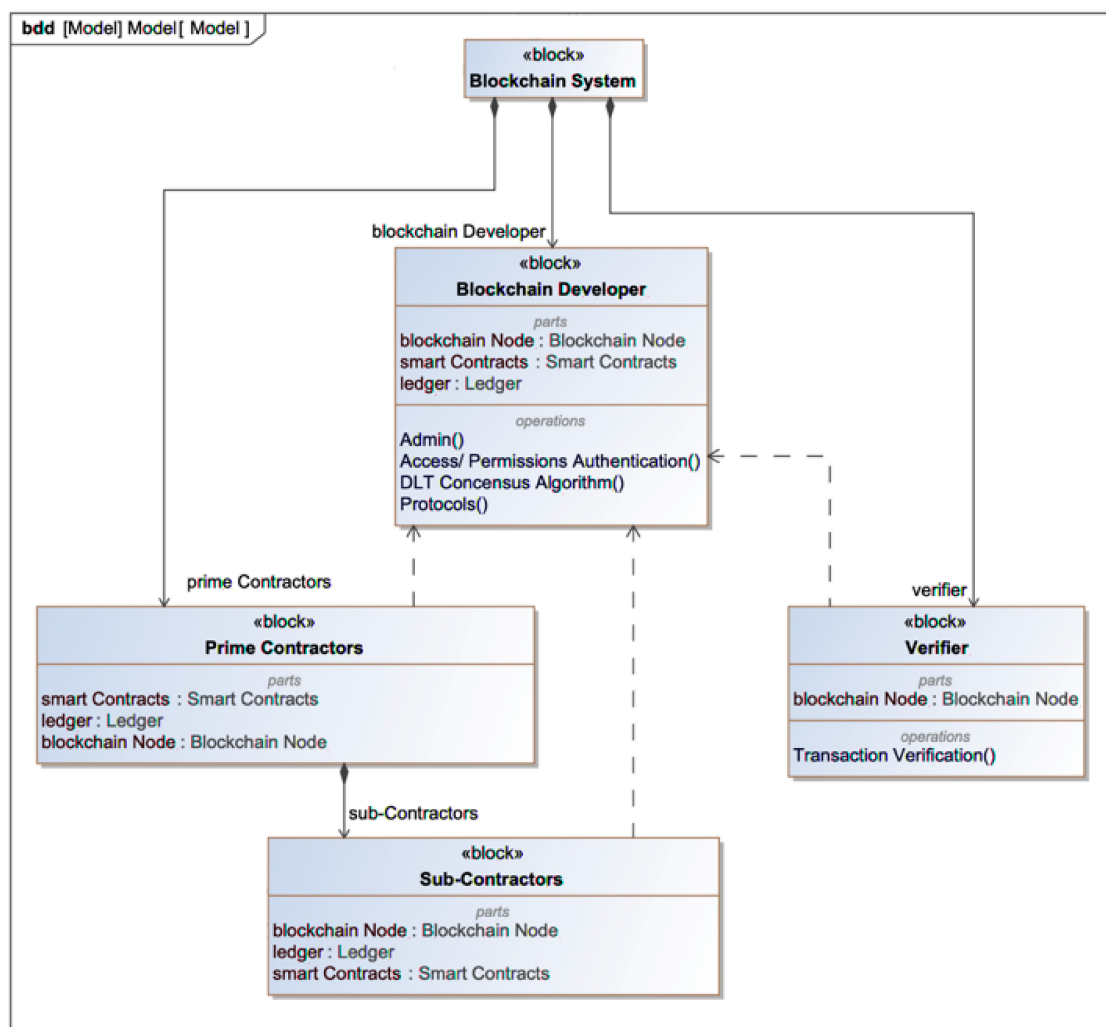 bdd [Model] Model[ Model ]
«block»
Blockchain System
blockchain Developer
«block»
Blockchain Developer
parts
blockchain Node : Blockchain Node
smart Contracts : Smart Contracts
ledger : Ledger
operations
Admin()
Access/ Permissions Authentication()
DLT Concensus Algorithm()
Protocols()
prime Contractors
«block»
Prime Contractors
parts
smart Contracts : Smart Contracts
ledger : Ledger
blockchain Node : Blockchain Node
verifier
«block»
Verifier
parts
blockchain Node : Blockchain Node
operations
Transaction Verification()
sub-Contractors
«block»
Sub-Contractors
parts
blockchain Node : Blockchain Node
ledger : Ledger
smart Contracts : Smart Contracts